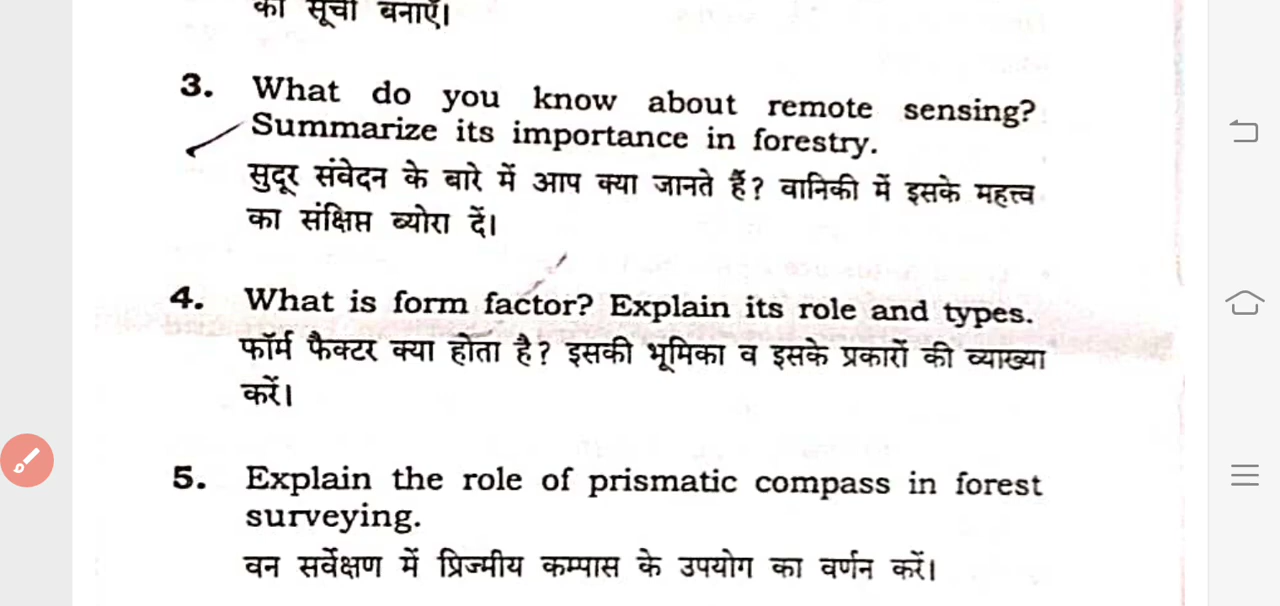 की सूची बनाएँ।
3. What do you know about remote sensing?
Summarize its importance in forestry.
सुदूर संवेदन के बारे में आप क्या जानते हैं? वानिकी में इसके महत्त्व
का संक्षिप्त ब्योरा दें।
4. What is form factor? Explain its role and types.
फॉर्म फैक्टर क्या होता है? इसकी भूमिका व इसके प्रकारों की व्याख्या
करें।
5. Explain the role of prismatic compass in forest
surveying.
वन सर्वेक्षण में प्रिज्मीय कम्पास के उपयोग का वर्णन करें।